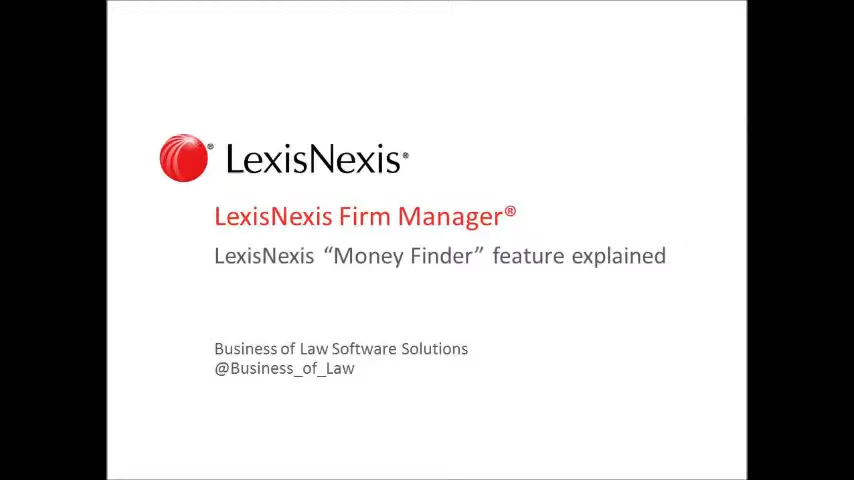 LexisNexis®
LexisNexis Firm Manager®
LexisNexis “Money Finder” feature explained
Business of Law Software Solutions
@Business_of_Law